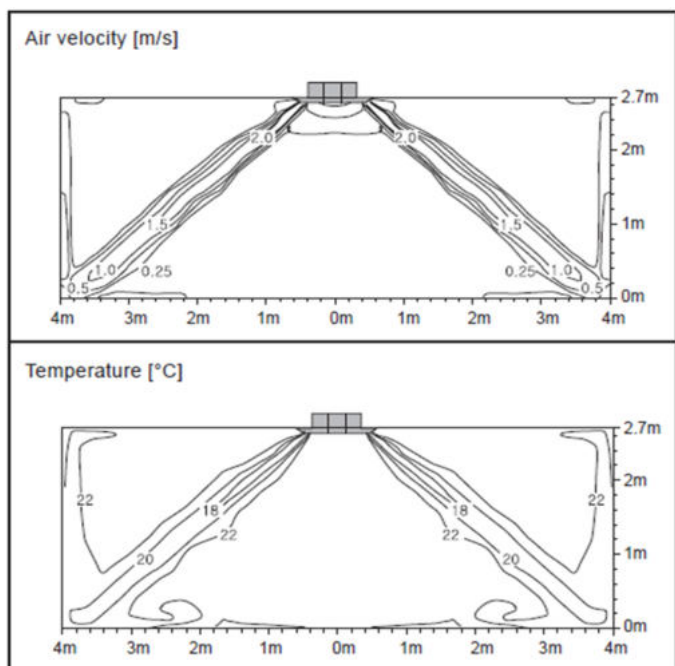 Air velocity [m/s]
2.7m
2.0 2.0
2m
1.5 1.5
1m
1.0 0.25 0.25 1.0
0.5 0.5
0m
4m 3m 2m 1m 0m 1m 2m 3m 4m
Temperature [°C]
2.7m
2m
22 22
18 18
22 22
1m
20 20
0m
4m 3m 2m 1m 0m 1m 2m 3m 4m